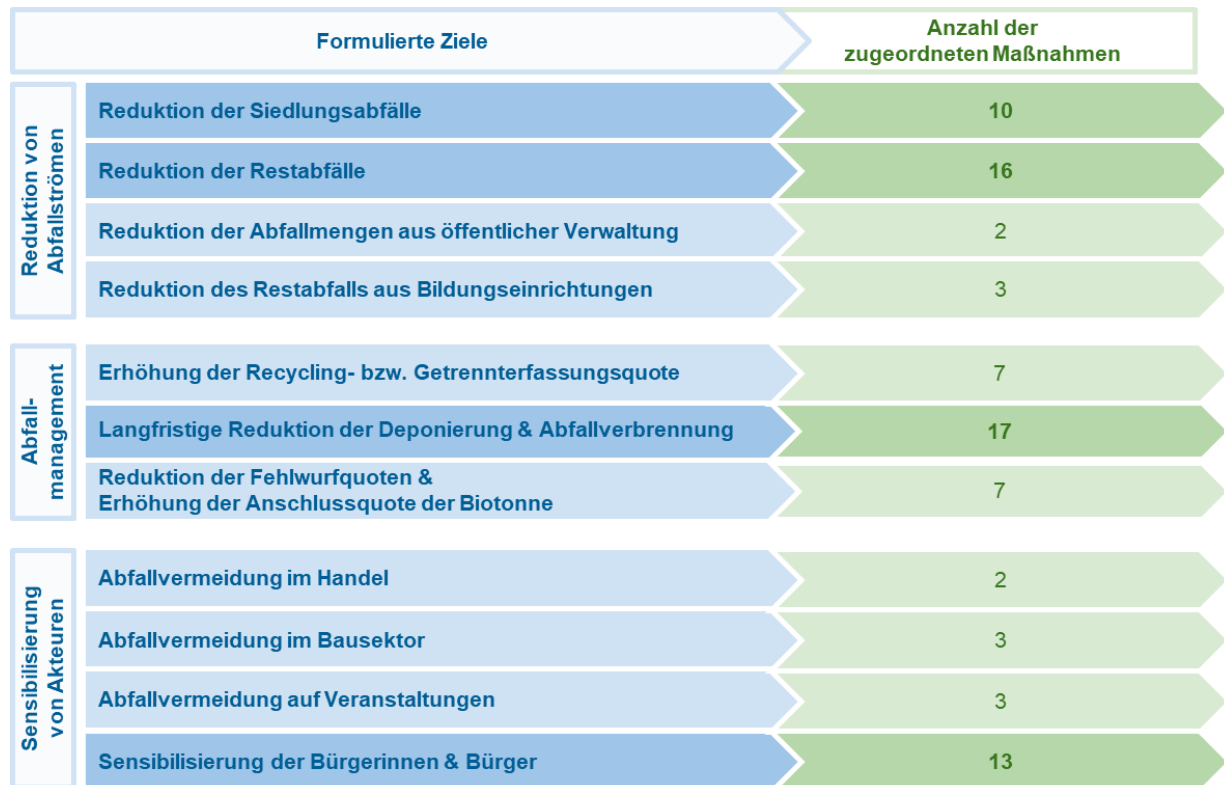 Formulierte Ziele
Anzahl der
zugeordneten Maßnahmen
Reduktion von
Abfallströmen
Reduktion der Siedlungsabfälle
10
Reduktion der Restabfälle
16
Reduktion der Abfallmengen aus öffentlicher Verwaltung
2
Reduktion des Restabfalls aus Bildungseinrichtungen
3
Abfall-
management
Erhöhung der Recycling- bzw. Getrennterfassungsquote
7
Langfristige Reduktion der Deponierung & Abfallverbrennung
17
Reduktion der Fehlwurfquoten &
Erhöhung der Anschlussquote der Biotonne
7
Sensibilisierung
von Akteuren
Abfallvermeidung im Handel
2
Abfallvermeidung im Bausektor
3
Abfallvermeidung auf Veranstaltungen
3
Sensibilisierung der Bürgerinnen & Bürger
13